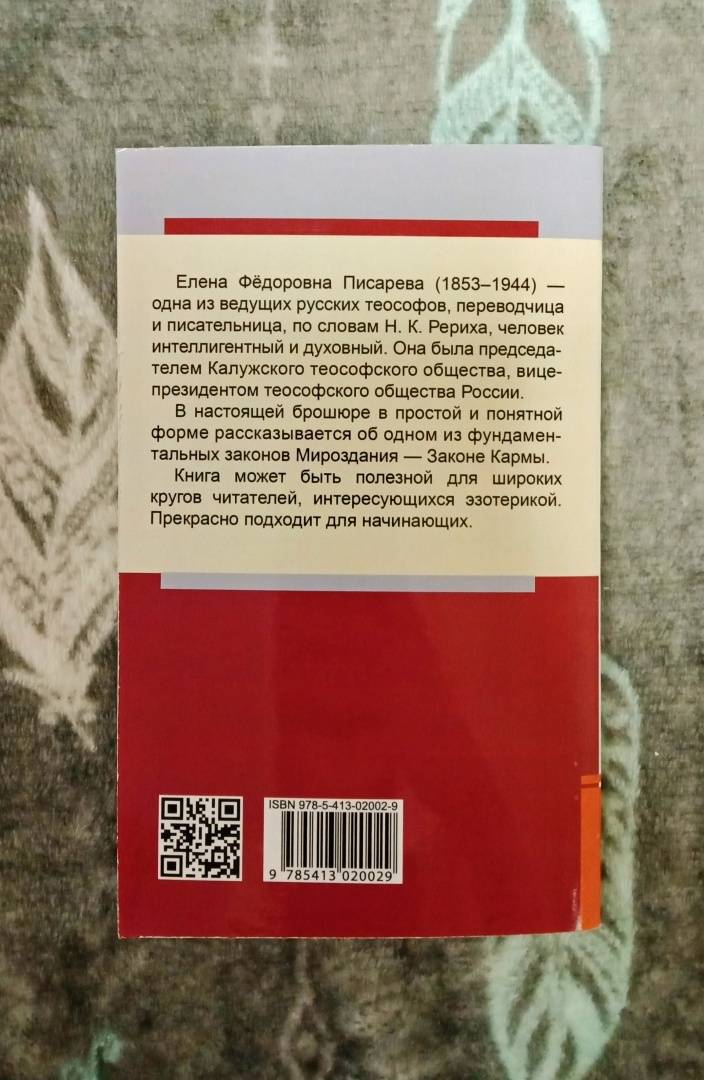 Елена Фёдоровна Писарева (1853–1944) —
одна из ведущих русских теософов, переводчица
и писательница, по словам Н. К. Рериха, человек
интеллигентный и духовный. Она была председа-
телем Калужского теософского общества, вице-
президентом теософского общества России.
В настоящей брошюре в простой и понятной
форме рассказывается об одном из фундамен-
тальных законов Мироздания — Законе Кармы.
Книга может быть полезной для широких
кругов читателей, интересующихся эзотерикой.
Прекрасно подходит для начинающих.
ISBN 978-5-413-02002-9
9 785413 020029